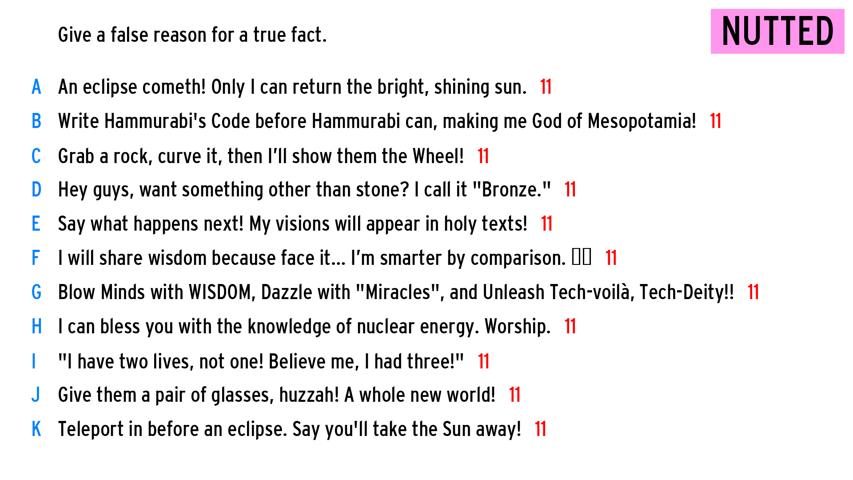 Give a false reason for a true fact.
NUTTED
A An eclipse cometh! Only I can return the bright, shining sun. 11
B Write Hammurabi's Code before Hammurabi can, making me God of Mesopotamia! 11
C Grab a rock, curve it, then I’ll show them the Wheel! 11
D Hey guys, want something other than stone? I call it "Bronze." 11
E Say what happens next! My visions will appear in holy texts! 11
F I will share wisdom because face it... I’m smarter by comparison. 11
G Blow Minds with WISDOM, Dazzle with "Miracles", and Unleash Tech-voilà, Tech-Deity!! 11
H I can bless you with the knowledge of nuclear energy. Worship. 11
I "I have two lives, not one! Believe me, I had three!" 11
J Give them a pair of glasses, huzzah! A whole new world! 11
K Teleport in before an eclipse. Say you'll take the Sun away! 11